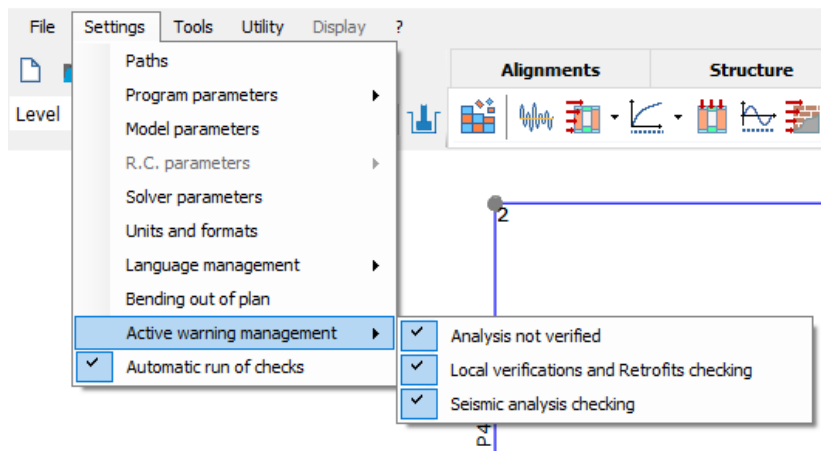 File Settings Tools Utility Display ?
Paths
Alignments Structure
Program parameters
Level
Model parameters
R.C. parameters
Solver parameters
2
Units and formats
Language management
Bending out of plan
Active warning management
Analysis not verified
Automatic run of checks
Local verifications and Retrofits checking
Seismic analysis checking
P4